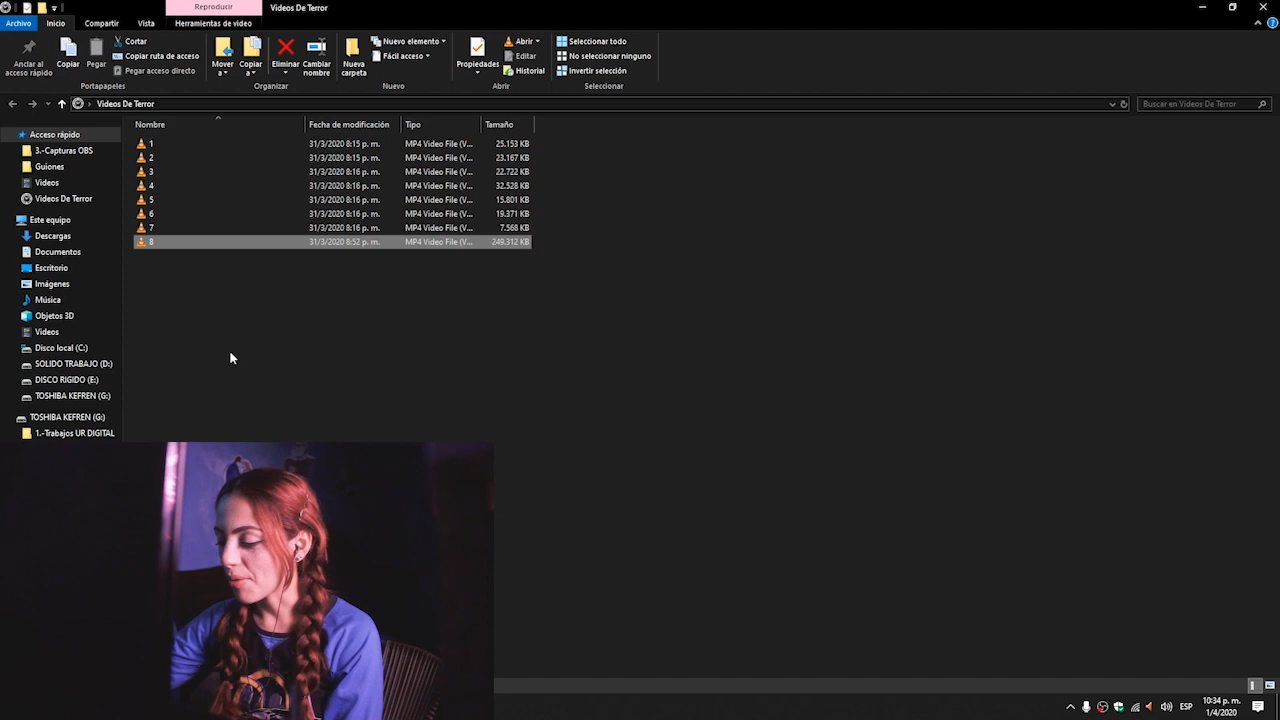 Reproducir
Videos De Terror
Archivo
Inicio
Compartir
Vista
Herramientas de video
Anclar al acceso rápido
Copiar
Pegar
Cortar
Copiar ruta de acceso
Pegar acceso directo
Portapapeles
Mover a
Copiar a
Eliminar
Cambiar nombre
Organizar
Nueva carpeta
Nuevo elemento
Fácil acceso
Nuevo
Propiedades
Abrir
Editar
Historial
Abrir
Seleccionar todo
No seleccionar ninguno
Invertir selección
Seleccionar
Videos De Terror
Buscar en Videos De Terror
Nombre Fecha de modificación Tipo Tamaño
1 31/3/2020 8:15 p. m. MP4 Video File (V... 25.153 KB
2 31/3/2020 8:15 p. m. MP4 Video File (V... 23.167 KB
3 31/3/2020 8:16 p. m. MP4 Video File (V... 22.722 KB
4 31/3/2020 8:16 p. m. MP4 Video File (V... 32.528 KB
5 31/3/2020 8:16 p. m. MP4 Video File (V... 15.801 KB
6 31/3/2020 8:16 p. m. MP4 Video File (V... 19.371 KB
7 31/3/2020 8:16 p. m. MP4 Video File (V... 7.568 KB
8 31/3/2020 8:52 p. m. MP4 Video File (V... 249.312 KB
Acceso rápido
3.-Capturas OBS
Guiones
Videos
Videos De Terror
Este equipo
Descargas
Documentos
Escritorio
Imágenes
Música
Objetos 3D
Videos
Disco local (C:)
SOLIDO TRABAJO (D:)
DISCO RIGIDO (E:)
TOSHIBA KEFREN (G:)
TOSHIBA KEFREN (G:)
1.-Trabajos UR DIGITAL
ESP
10:34 p. m.
1/4/2020